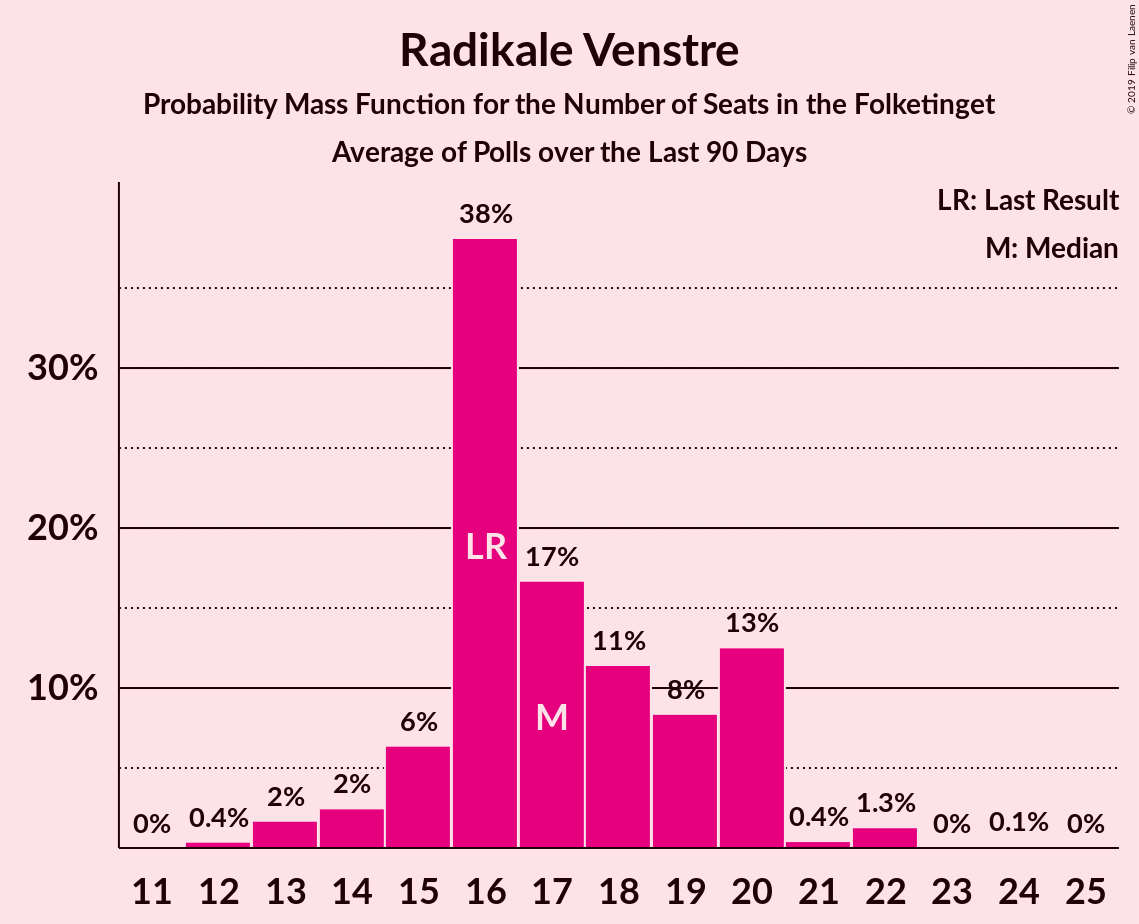 Radikale Venstre
Probability Mass Function for the Number of Seats in the Folketinget
Average of Polls over the Last 90 Days
© 2019 Filip van Laenen
LR: Last Result
M: Median
38%
30%
LR
20%
17%
13%
11%
10%
8%
M
6%
2%
2%
1.3%
0% 0.4% 0.4% 0% 0.1% 0%
11 12 13 14 15 16 17 18 19 20 21 22 23 24 25